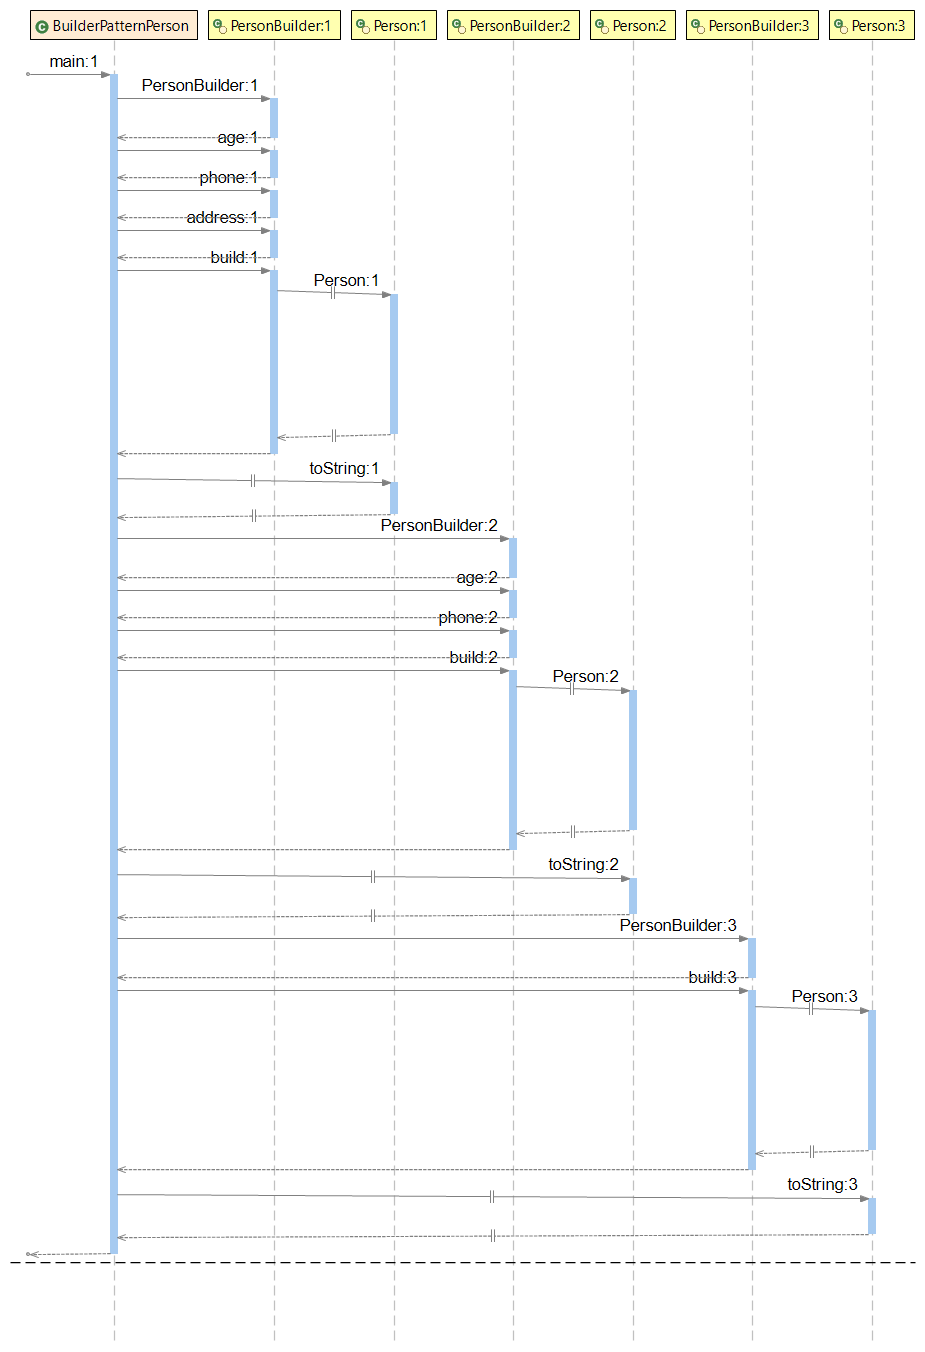 BuilderPatternPerson PersonBuilder:1 Person:1 PersonBuilder:2 Person:2 PersonBuilder:3 Person:3
main:1
PersonBuilder:1
age:1
phone:1
address:1
build:1
Person:1
toString:1
PersonBuilder:2
age:2
phone:2
build:2
Person:2
toString:2
PersonBuilder:3
build:3
Person:3
toString:3